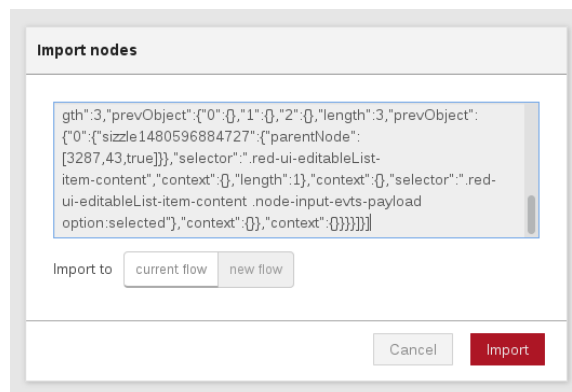 Import nodes
gth":3,"prevObject":{"0":{},"1":{},"2":{},"length":3,"prevObject":
{"0":{"sizzle1480596884727":{"parentNode":
[3287,43,true]}},"selector":".red-ui-editableList-
item-content","context":{},"length":1},"context":{},"selector":".red-
ui-editableList-item-content .node-input-evts-payload
option:selected"},"context":{}},"context":{}}}}]}]
Import to current flow new flow
Cancel Import